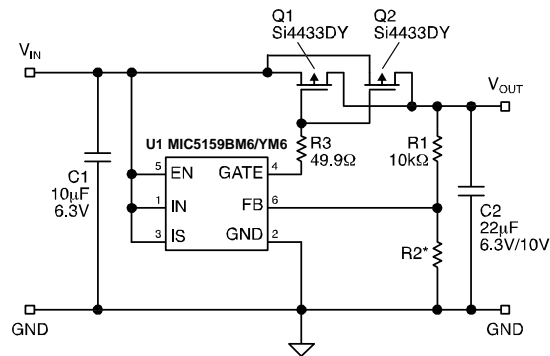 Q1
Si4433DY
Q2
Si4433DY
VIN
VOUT
U1 MIC5159BM6/YM6
R3
49.9Ω
R1
10kΩ
C1
10µF
6.3V
5
EN
GATE
4
1
IN
FB
6
3
IS
GND
2
C2
22µF
6.3V/10V
R2*
GND
GND